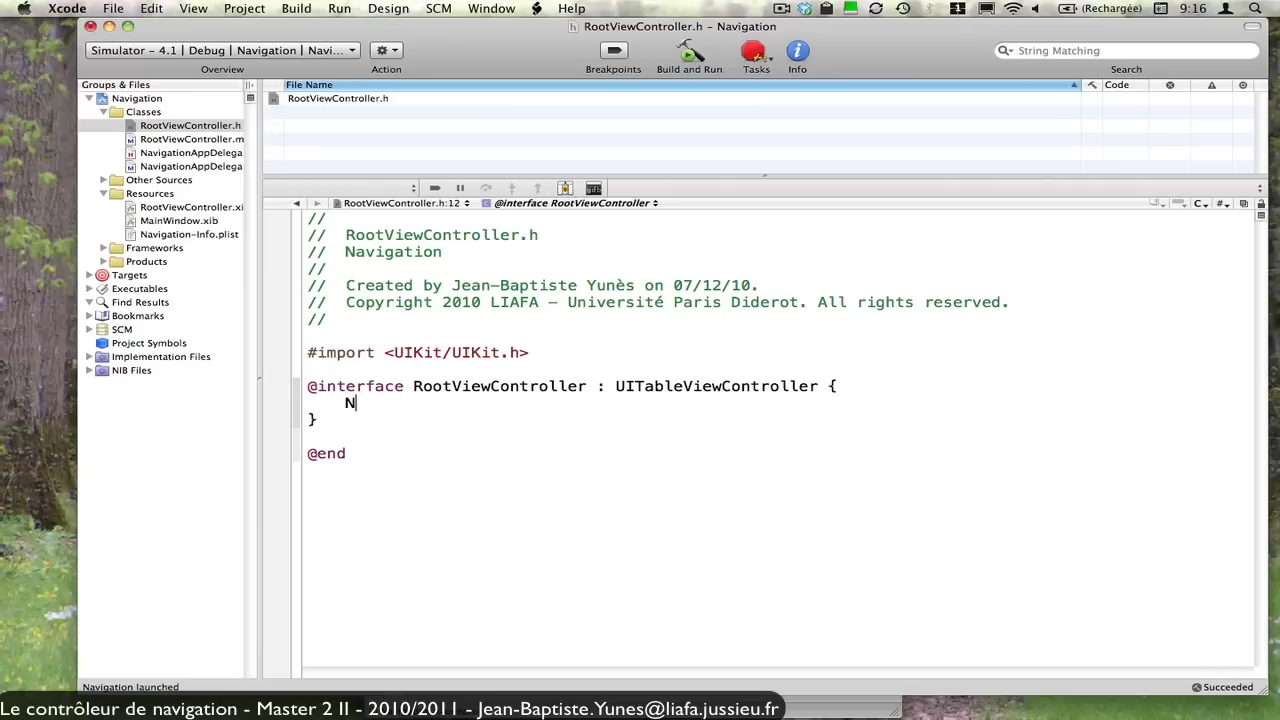 Xcode File Edit View Project Build Run Design SCM Window Help (Rechargée) 9:16
RootViewController.h - Navigation
Simulator - 4.1 | Debug | Navigation | Navi...
String Matching
Overview Action Breakpoints Build and Run Tasks Info Search
Groups & Files File Name Code
Navigation
RootViewController.h
Classes
RootViewController.h
RootViewController.m
NavigationAppDelega
NavigationAppDelega
Other Sources
Resources
RootViewController.xi
MainWindow.xib
Navigation-Info.plist
Frameworks
Products
Targets
Executables
Find Results
Bookmarks
SCM
Project Symbols
Implementation Files
NIB Files
gdb
RootViewController.h:12 @interface RootViewController C #
//
// RootViewController.h
// Navigation
//
// Created by Jean-Baptiste Yunès on 07/12/10.
// Copyright 2010 LIAFA – Université Paris Diderot. All rights reserved.
//
#import <UIKit/UIKit.h>
@interface RootViewController : UITableViewController {
N
}
@end
Navigation launched Succeeded
Le contrôleur de navigation - Master 2 II - 2010/2011 - Jean-Baptiste.Yunes@liafa.jussieu.fr